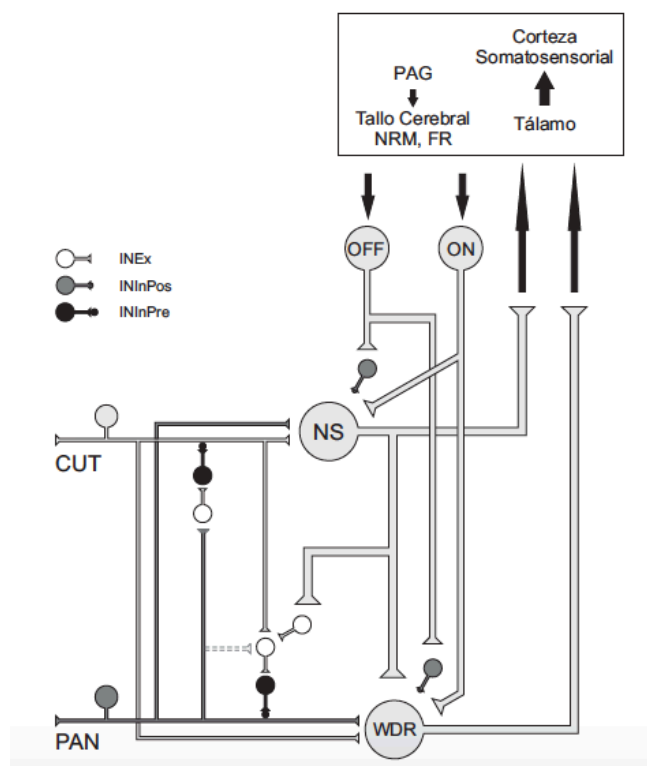 Corteza
Somatosensorial
PAG
Tallo Cerebral
NRM, FR
Tálamo
OFF
ON
INEx
INInPos
INInPre
NS
CUT
WDR
PAN